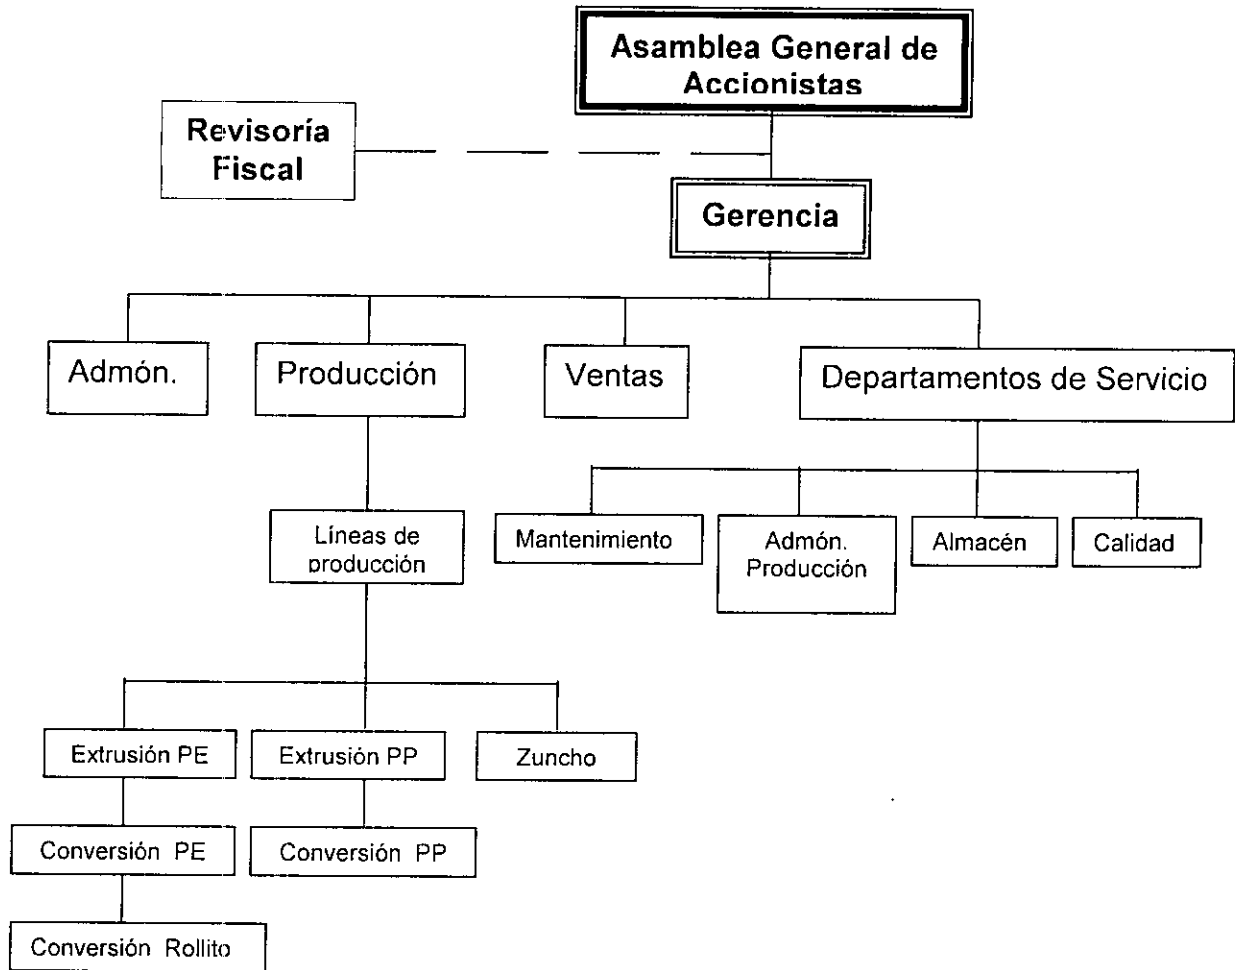 Asamblea General de
Accionistas
Revisoría
Fiscal
Gerencia
Admón.
Producción
Ventas
Departamentos de Servicio
Líneas de
producción
Mantenimiento
Admón.
Producción
Almacén
Calidad
Extrusión PE
Extrusión PP
Zuncho
Conversión PE
Conversión PP
Conversión Rollito